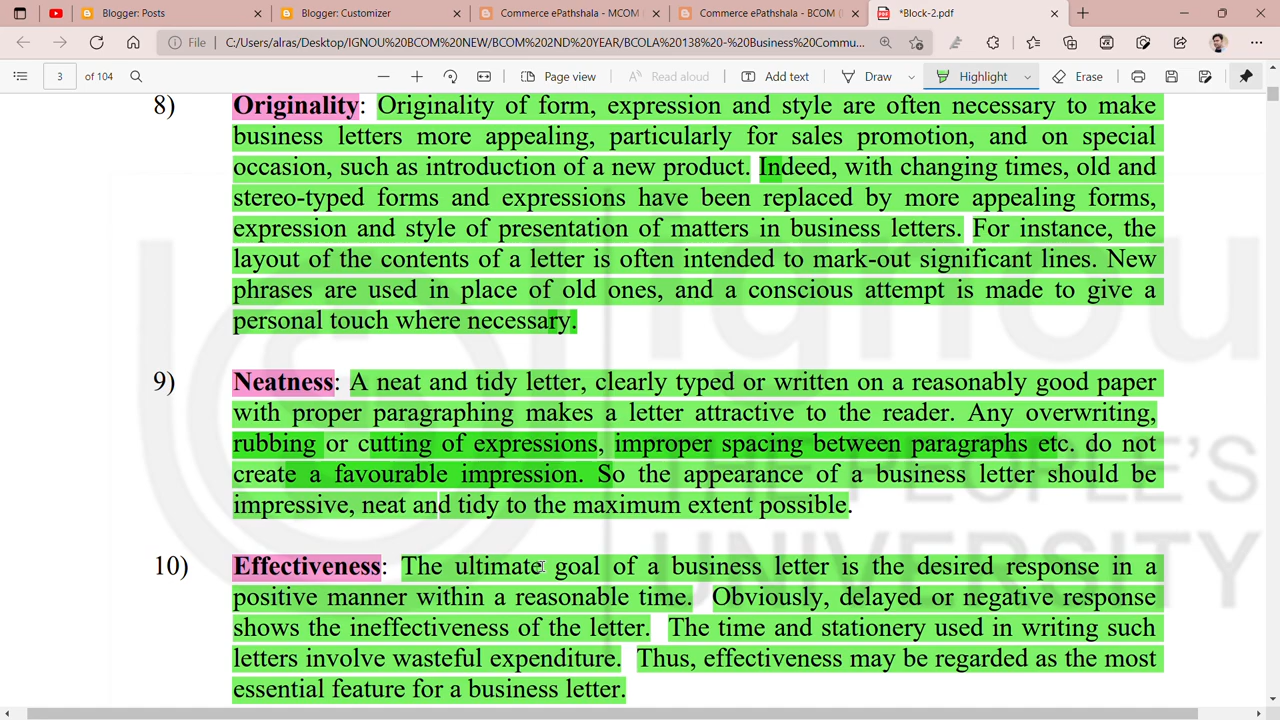 Blogger: Posts
Blogger: Customizer
Commerce ePathshala - MCOM
Commerce ePathshala - BCOM (
*Block-2.pdf
File
C:/Users/alras/Desktop/IGNOU%20BCOM%20NEW/BCOM%202ND%20YEAR/BCOLA%20138%20-%20Business%20Commu...
3 of 104
Page view
Read aloud
Add text
Draw
Highlight
Erase
8) Originality: Originality of form, expression and style are often necessary to make
business letters more appealing, particularly for sales promotion, and on special
occasion, such as introduction of a new product. Indeed, with changing times, old and
stereo-typed forms and expressions have been replaced by more appealing forms,
expression and style of presentation of matters in business letters. For instance, the
layout of the contents of a letter is often intended to mark-out significant lines. New
phrases are used in place of old ones, and a conscious attempt is made to give a
personal touch where necessary.
9) Neatness: A neat and tidy letter, clearly typed or written on a reasonably good paper
with proper paragraphing makes a letter attractive to the reader. Any overwriting,
rubbing or cutting of expressions, improper spacing between paragraphs etc. do not
create a favourable impression. So the appearance of a business letter should be
impressive, neat and tidy to the maximum extent possible.
10) Effectiveness: The ultimate goal of a business letter is the desired response in a
positive manner within a reasonable time. Obviously, delayed or negative response
shows the ineffectiveness of the letter. The time and stationery used in writing such
letters involve wasteful expenditure. Thus, effectiveness may be regarded as the most
essential feature for a business letter.
ignou
THE PEOPLE'S
UNIVERSITY